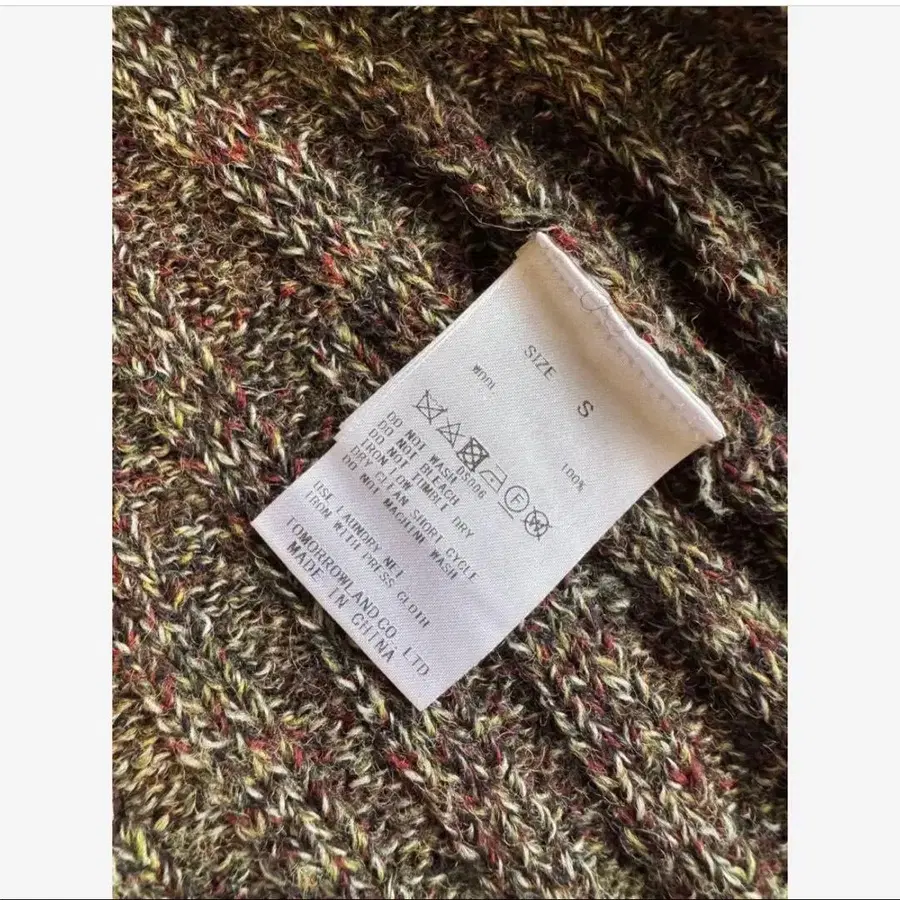 SIZE S
WOOL 100%
DS006
DO NOT WASH
DO NOT BLEACH
DO NOT TUMBLE DRY
IRON LOW
DRY CLEAN, SHORT CYCLE
DO NOT MACHINE WASH
USE LAUNDRY NET
IRON WITH PRESS CLOTH
TOMORROWLAND CO., LTD
MADE IN CHINA